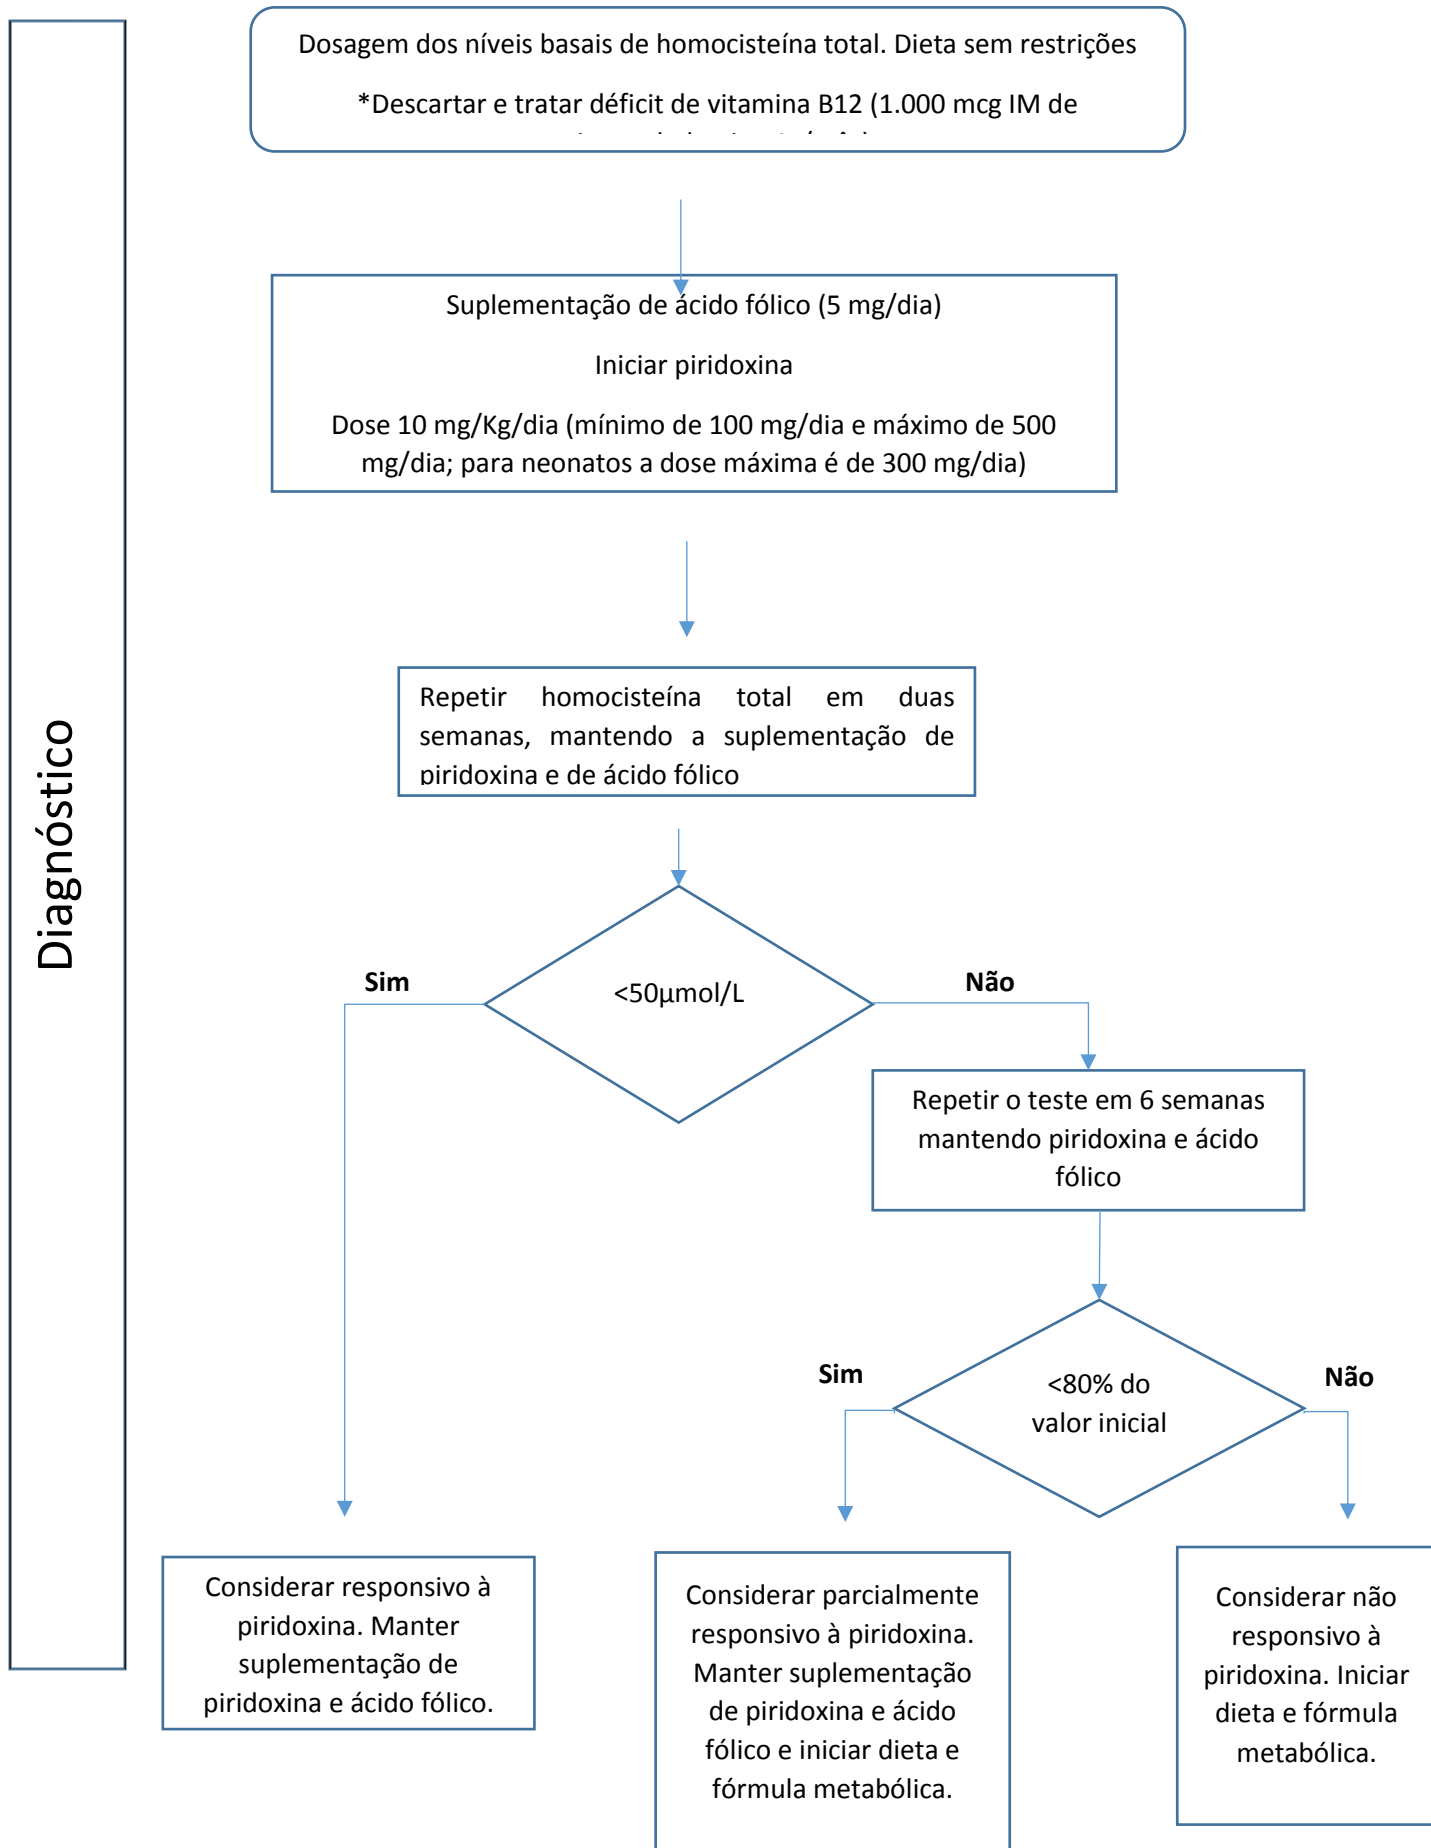 Diagnóstico
Dosagem dos níveis basais de homocisteína total. Dieta sem restrições
*Descartar e tratar déficit de vitamina B12 (1.000 mcg IM de
Suplementação de ácido fólico (5 mg/dia)
Iniciar piridoxina
Dose 10 mg/Kg/dia (mínimo de 100 mg/dia e máximo de 500
mg/dia; para neonatos a dose máxima é de 300 mg/dia)
Repetir homocisteína total em duas
semanas, mantendo a suplementação de
piridoxina e de ácido fólico
Sim
<50μmol/L
Não
Repetir o teste em 6 semanas
mantendo piridoxina e ácido
fólico
Sim
<80% do
valor inicial
Não
Considerar responsivo à
piridoxina. Manter
suplementação de
piridoxina e ácido fólico.
Considerar parcialmente
responsivo à piridoxina.
Manter suplementação
de piridoxina e ácido
fólico e iniciar dieta e
fórmula metabólica.
Considerar não
responsivo à
piridoxina. Iniciar
dieta e fórmula
metabólica.